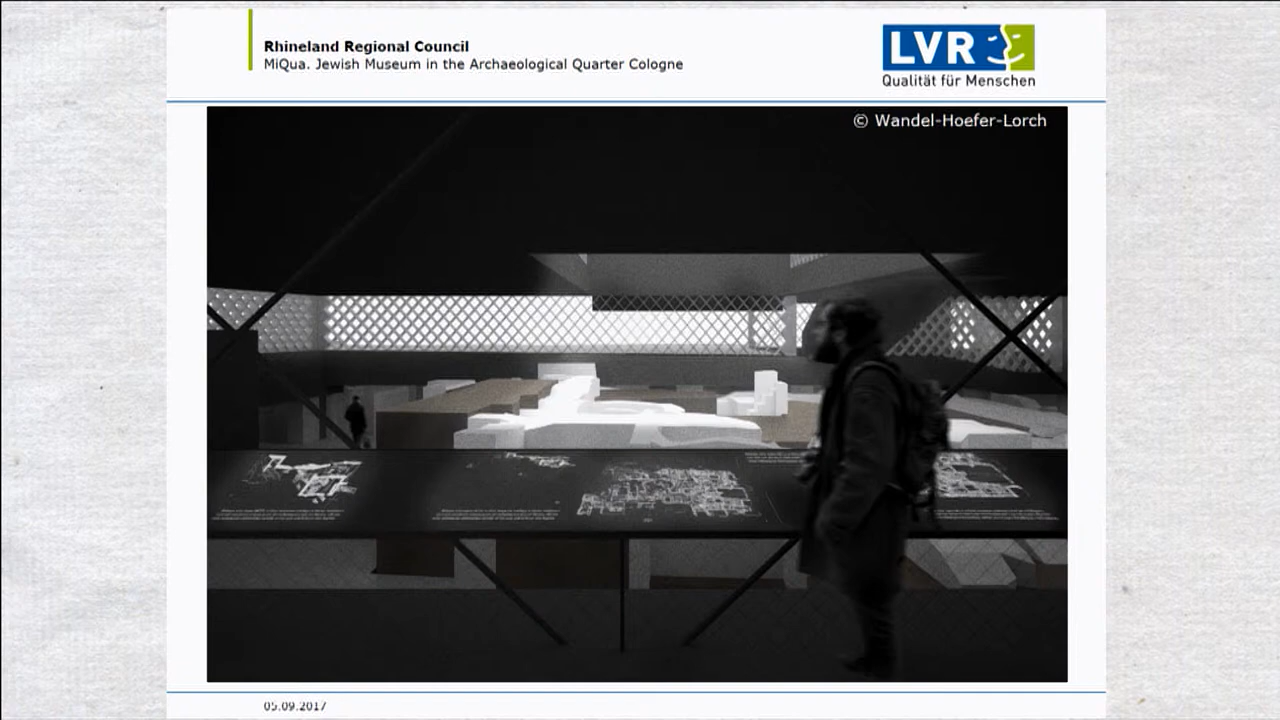 Rhineland Regional Council
MiQua. Jewish Museum in the Archaeological Quarter Cologne
LVR
Qualität für Menschen
© Wandel-Hoefer-Lorch
05.09.2017